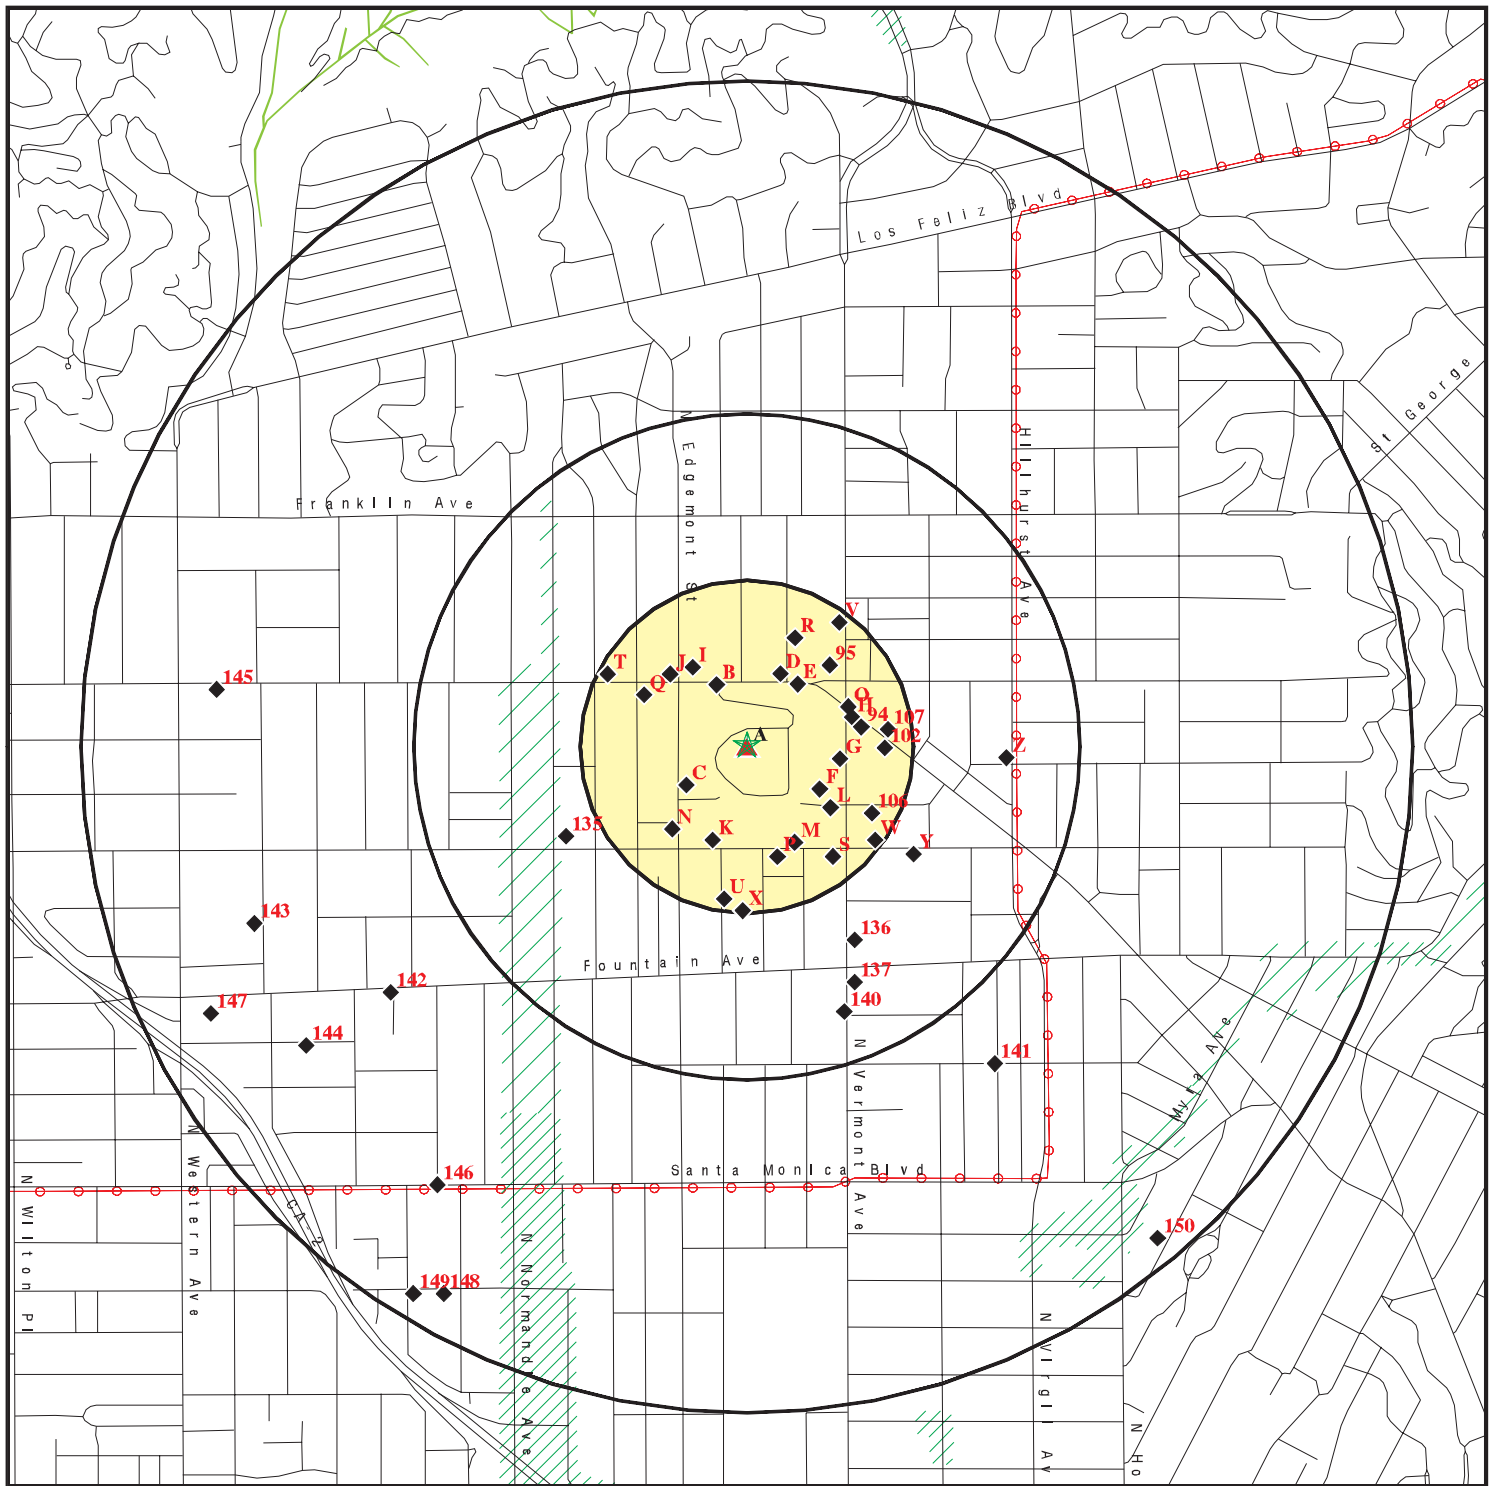 Los Feliz Blvd
St George
N Edgemont St
Hillhurst Ave
Franklin Ave
V
R
95
T
J
I
B
D
E
Q
145
O
H
94
107
102
A
G
Z
C
F
L
106
N
K
M
W
135
P
S
Y
U
X
143
136
Fountain Ave
137
142
140
147
144
141
N Vermont Ave
Myra Ave
N Western Ave
Santa Monica Blvd
146
N Wilton Pl
CA 2
150
N Normandie Ave
149
148
N Virgil Av
N Ho